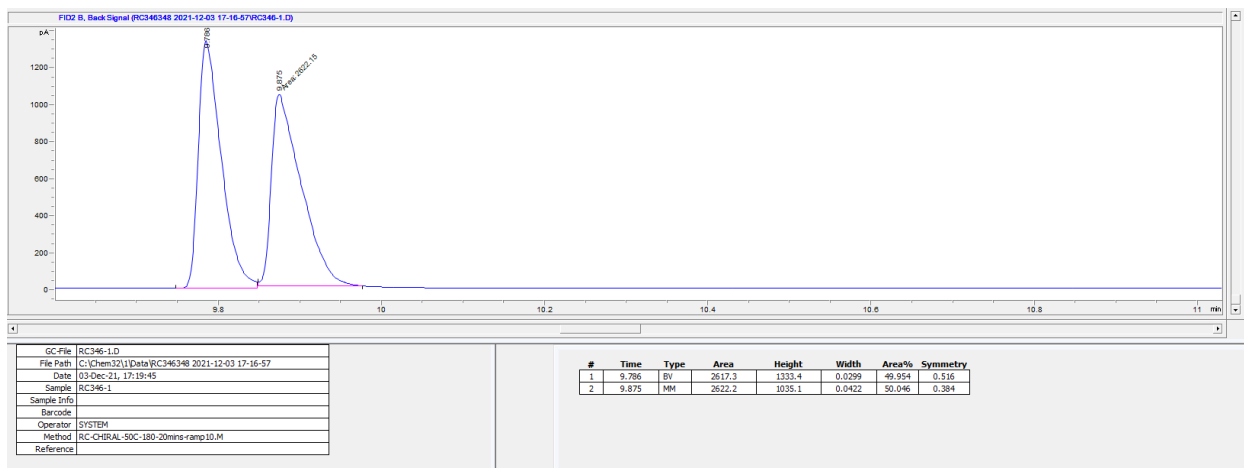 FID2 B, Back Signal (RC346348 2021-12-03 17-16-57\RC346-1.D)
pA
1200
1000
800
600
400
200
0
9.786
9.875
Area: 2622.15
9.8 10 10.2 10.4 10.6 10.8 11 min
GC-File RC346-1.D
File Path C:\Chem32\1\Data\RC346348 2021-12-03 17-16-57
Date 03-Dec-21, 17:19:45
Sample RC346-1
Sample Info
Barcode
Operator SYSTEM
Method RC-CHIRAL-50C-180-20mins-ramp10.M
Reference
# Time Type Area Height Width Area% Symmetry
1 9.786 BV 2617.3 1333.4 0.0299 49.954 0.516
2 9.875 MM 2622.2 1035.1 0.0422 50.046 0.384